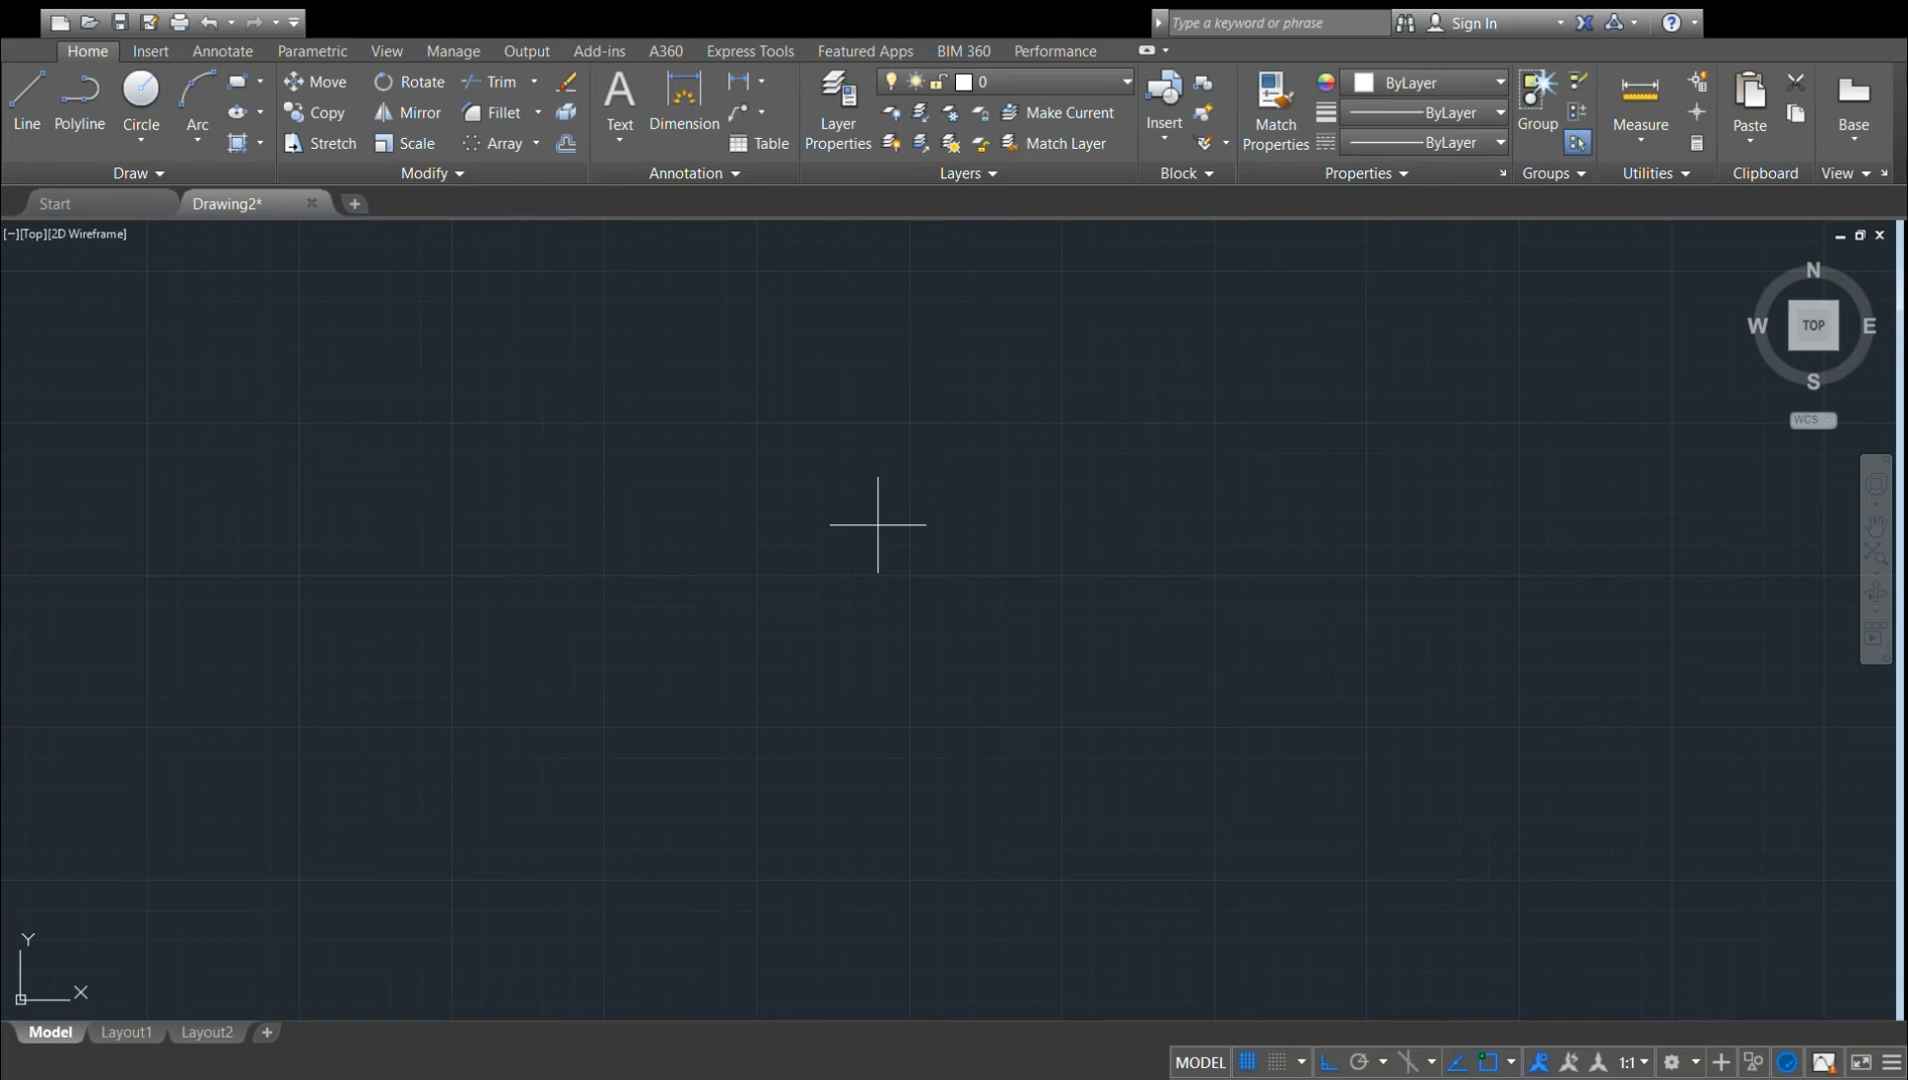 Type a keyword or phrase Sign In
Home Insert Annotate Parametric View Manage Output Add-ins A360 Express Tools Featured Apps BIM 360 Performance
Move Rotate Trim 0 ByLayer
Line Polyline Circle Arc Copy Mirror Fillet Text Dimension Layer Properties Make Current Insert Match Properties ByLayer Group Measure Paste Base
Stretch Scale Array Table Match Layer ByLayer
Draw Modify Annotation Layers Block Properties Groups Utilities Clipboard View
Start Drawing2*
[−][Top][2D Wireframe]
N
W TOP E
S
WCS
Y
X
Model Layout1 Layout2
MODEL 1:1